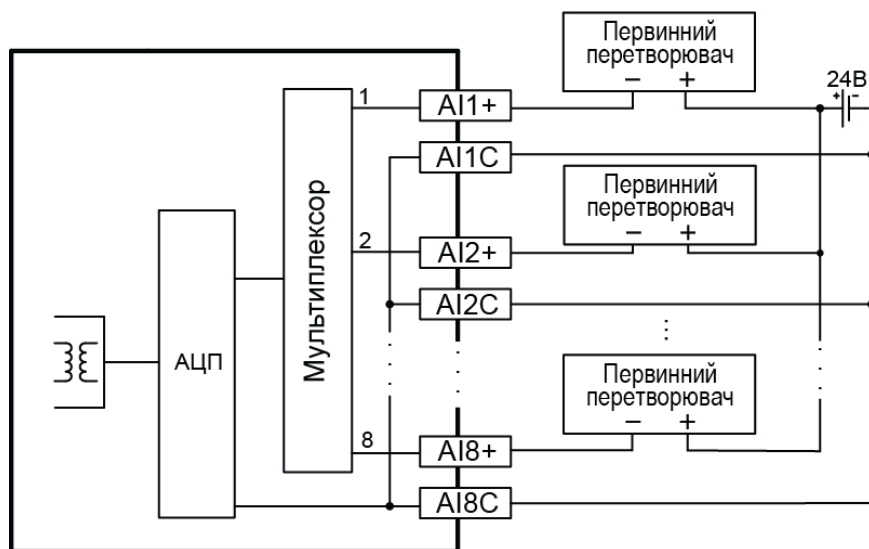 Первинний
перетворювач
− +
24В
+ -
1
AI1+
AI1C
Мультиплексор
Первинний
перетворювач
− +
2
AI2+
AI2C
АЦП
Первинний
перетворювач
− +
8
AI8+
AI8C